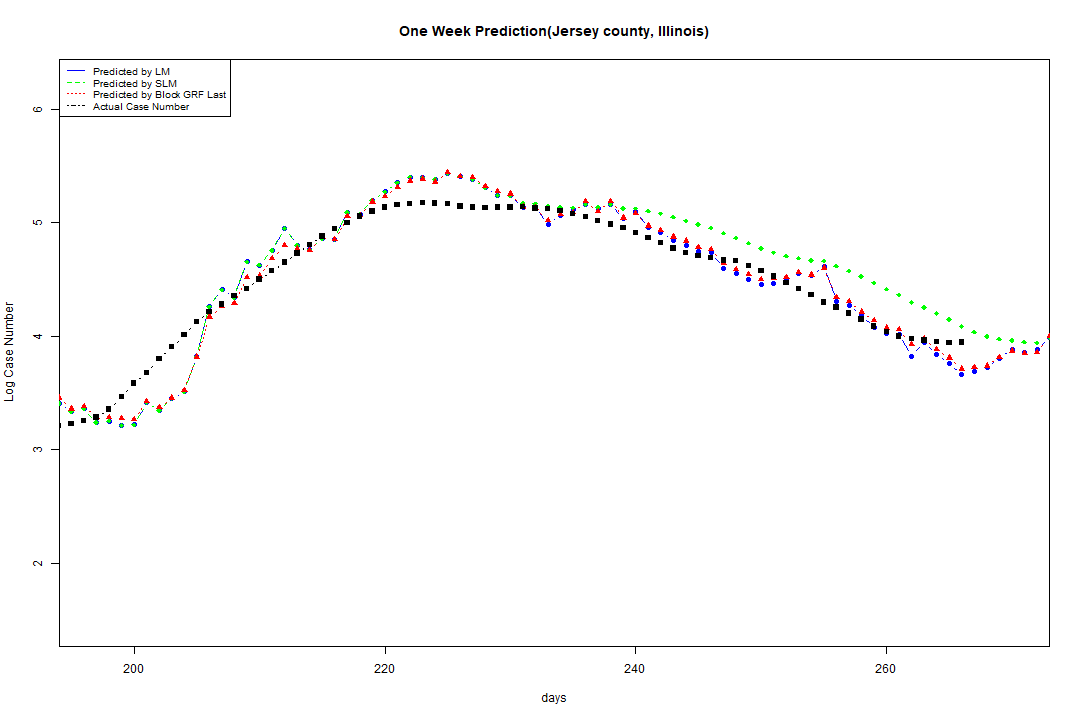 One Week Prediction(Jersey county, Illinois)
Predicted by LM
Predicted by SLM
Predicted by Block GRF Last
Actual Case Number
6
5
4
3
2
Log Case Number
200
220
240
260
days